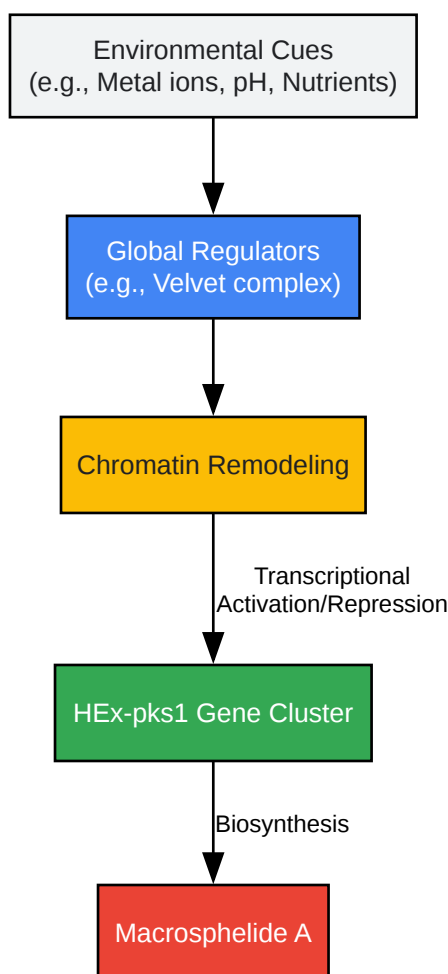 Environmental Cues
(e.g., Metal ions, pH, Nutrients)
Global Regulators
(e.g., Velvet complex)
Chromatin Remodeling
Transcriptional
Activation/Repression
HEx-pks1 Gene Cluster
Biosynthesis
Macrosphelide A